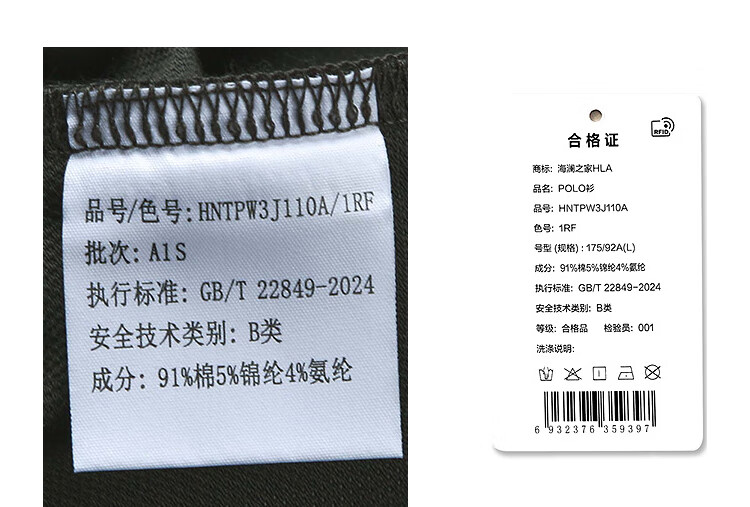 品号/色号: HNTPW3J110A/1RF
批次: A1S
执行标准: GB/T 22849-2024
安全技术类别: B类
成分: 91%棉5%锦纶4%氨纶
RFID
合格证
商标: 海澜之家HLA
品名: POLO衫
品号: HNTPW3J110A
色号: 1RF
号型 (规格) : 175/92A(L)
成分: 91%棉5%锦纶4%氨纶
执行标准: GB/T 22849-2024
安全技术类别: B类
等级: 合格品 检验员: 001
洗涤说明:
6 932376 359397